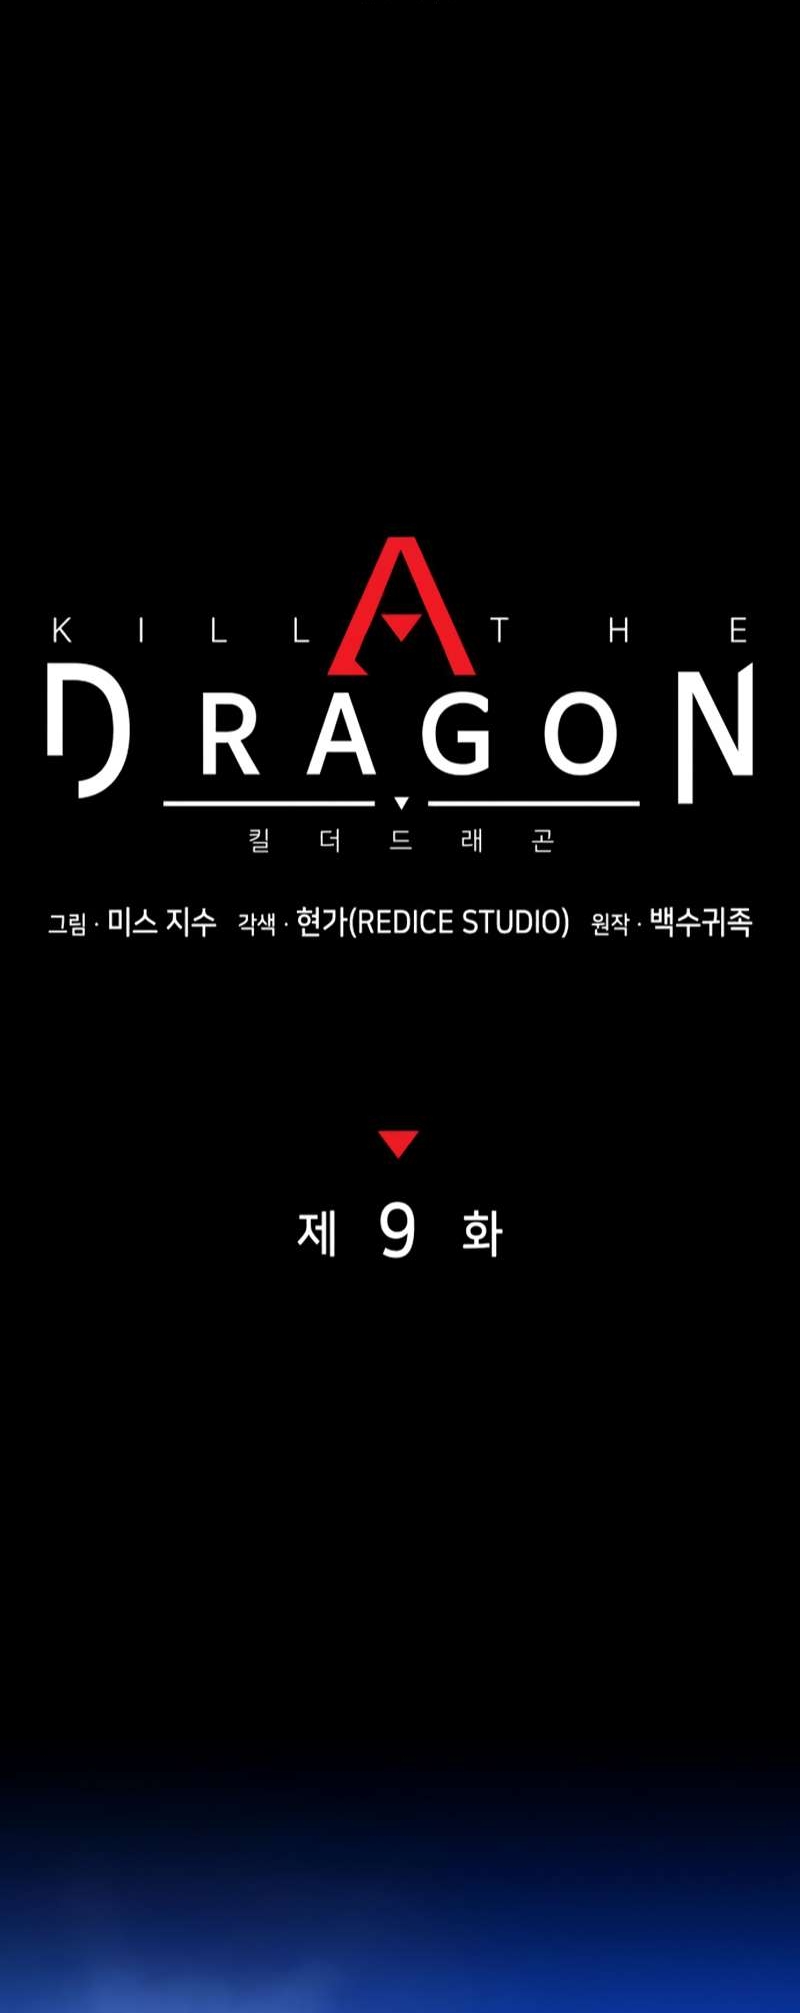 KILL THE
DRAGON
킬더드래곤
그림 · 미스 지수 각색 · 현가(REDICE STUDIO) 원작 · 백수귀족
제 9 화